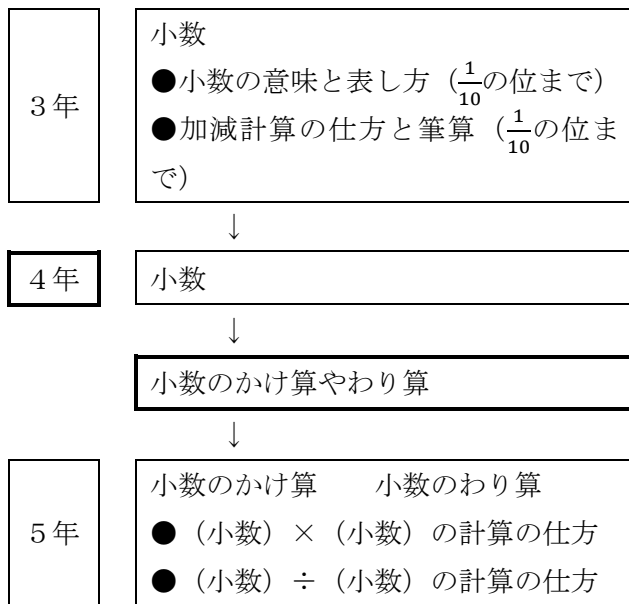 3年
小数
●小数の意味と表し方（1/10の位まで）
●加減計算の仕方と筆算（1/10の位ま
で）
↓
4年
小数
↓
小数のかけ算やわり算
↓
5年
小数のかけ算　　小数のわり算
●（小数）×（小数）の計算の仕方
●（小数）÷（小数）の計算の仕方